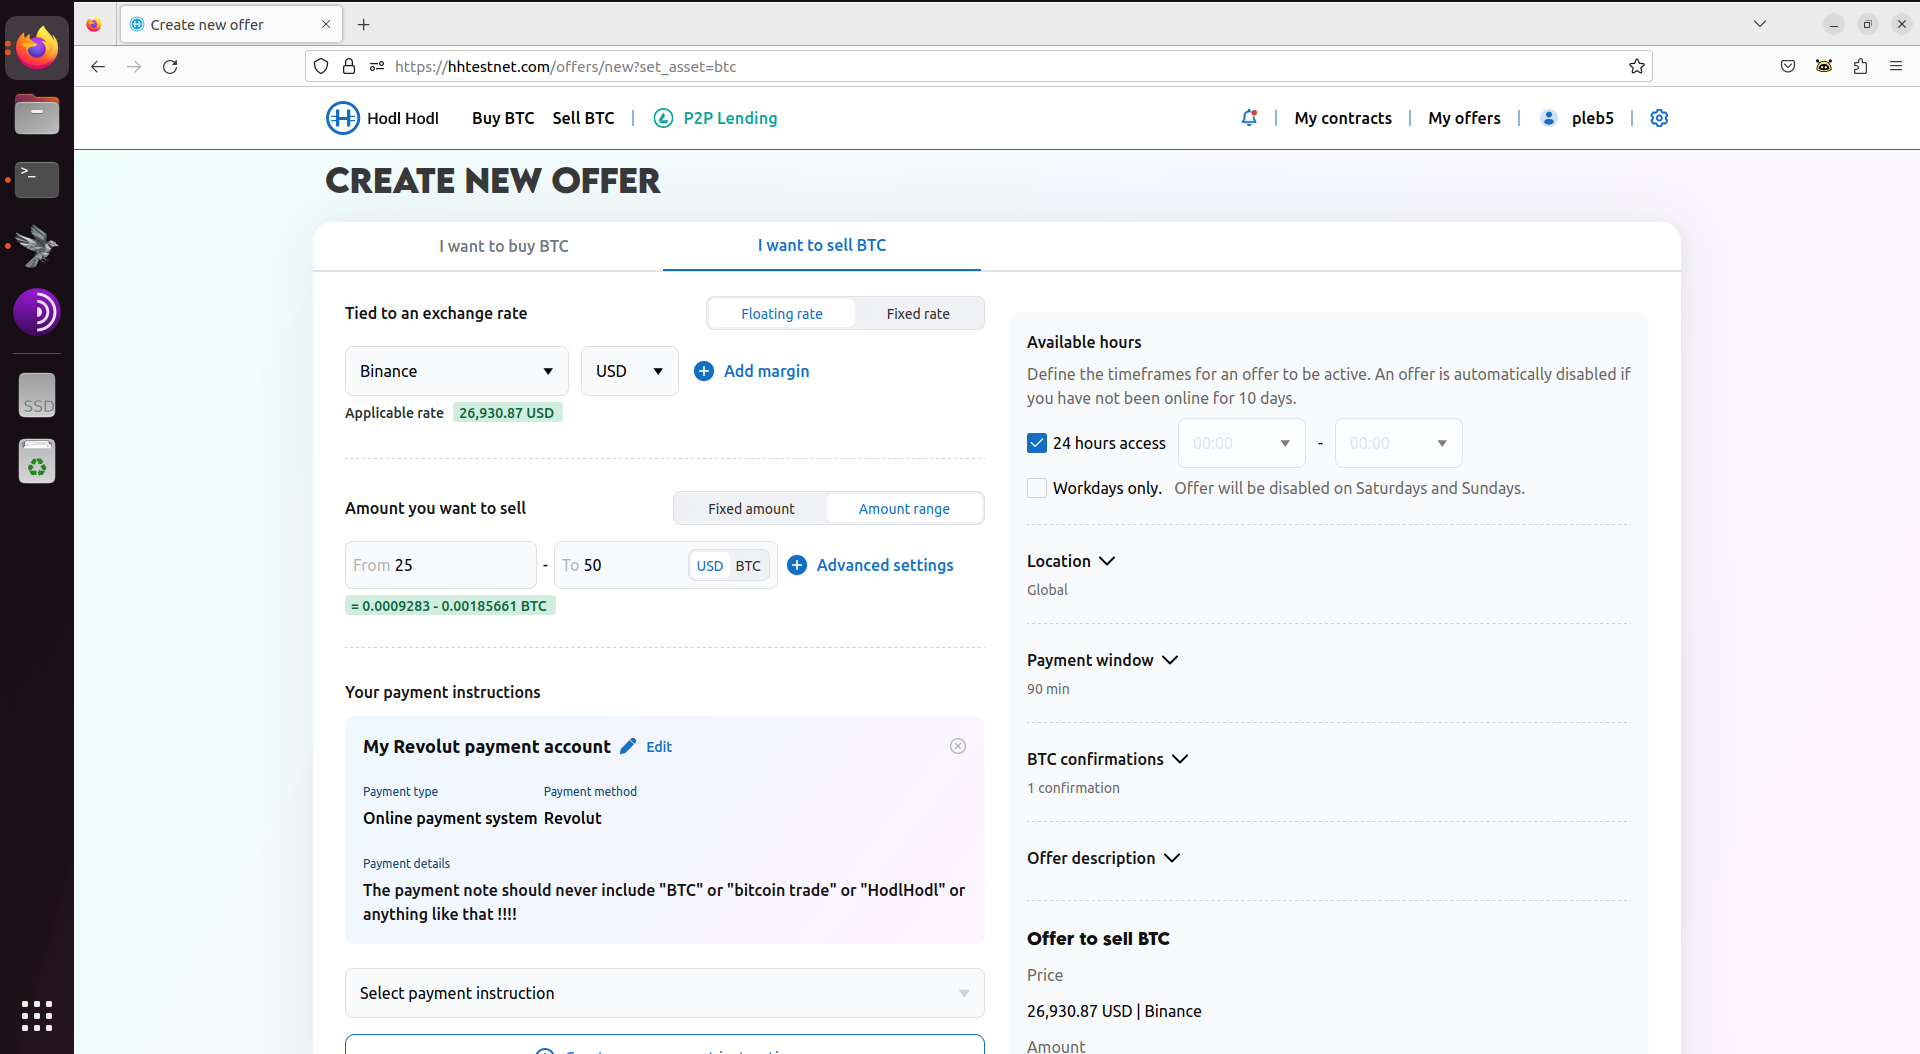 Create new offer
https://hhtestnet.com/offers/new?set_asset=btc
Hodl Hodl
Buy BTC
Sell BTC
P2P Lending
My contracts
My offers
pleb5
CREATE NEW OFFER
I want to buy BTC
I want to sell BTC
Tied to an exchange rate
Floating rate
Fixed rate
Binance
USD
Add margin
Applicable rate 26,930.87 USD
Amount you want to sell
Fixed amount
Amount range
From 25
-
To 50
USD
BTC
Advanced settings
= 0.0009283 - 0.00185661 BTC
Your payment instructions
My Revolut payment account
Edit
Payment type
Payment method
Online payment system
Revolut
Payment details
The payment note should never include "BTC" or "bitcoin trade" or "HodlHodl" or
anything like that !!!!
Select payment instruction
Available hours
Define the timeframes for an offer to be active. An offer is automatically disabled if
you have not been online for 10 days.
24 hours access
00:00
-
00:00
Workdays only. Offer will be disabled on Saturdays and Sundays.
Location
Global
Payment window
90 min
BTC confirmations
1 confirmation
Offer description
Offer to sell BTC
Price
26,930.87 USD | Binance
Amount
SSD
>_